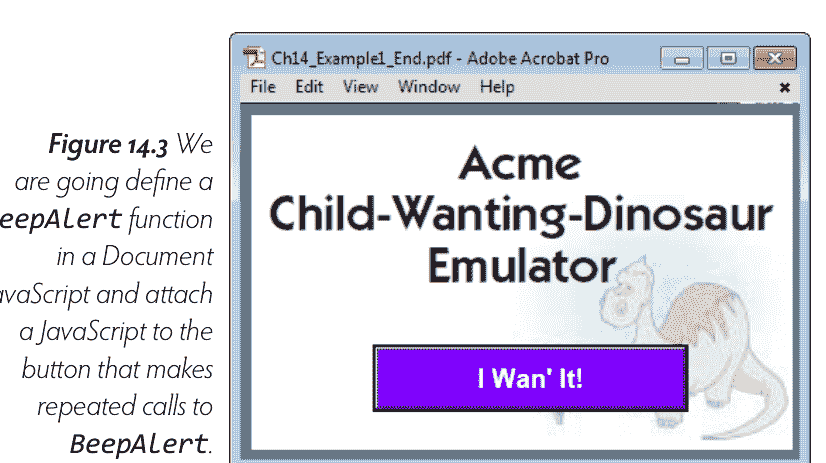 Figure 14.3 We
are going define a
eepAlert function
in a Document
avaScript and attach
a JavaScript to the
button that makes
repeated calls to
BeepAlert.
Ch14_Example1_End.pdf - Adobe Acrobat Pro
File Edit View Window Help
Acme
Child-Wanting-Dinosaur
Emulator
I Wan' It!